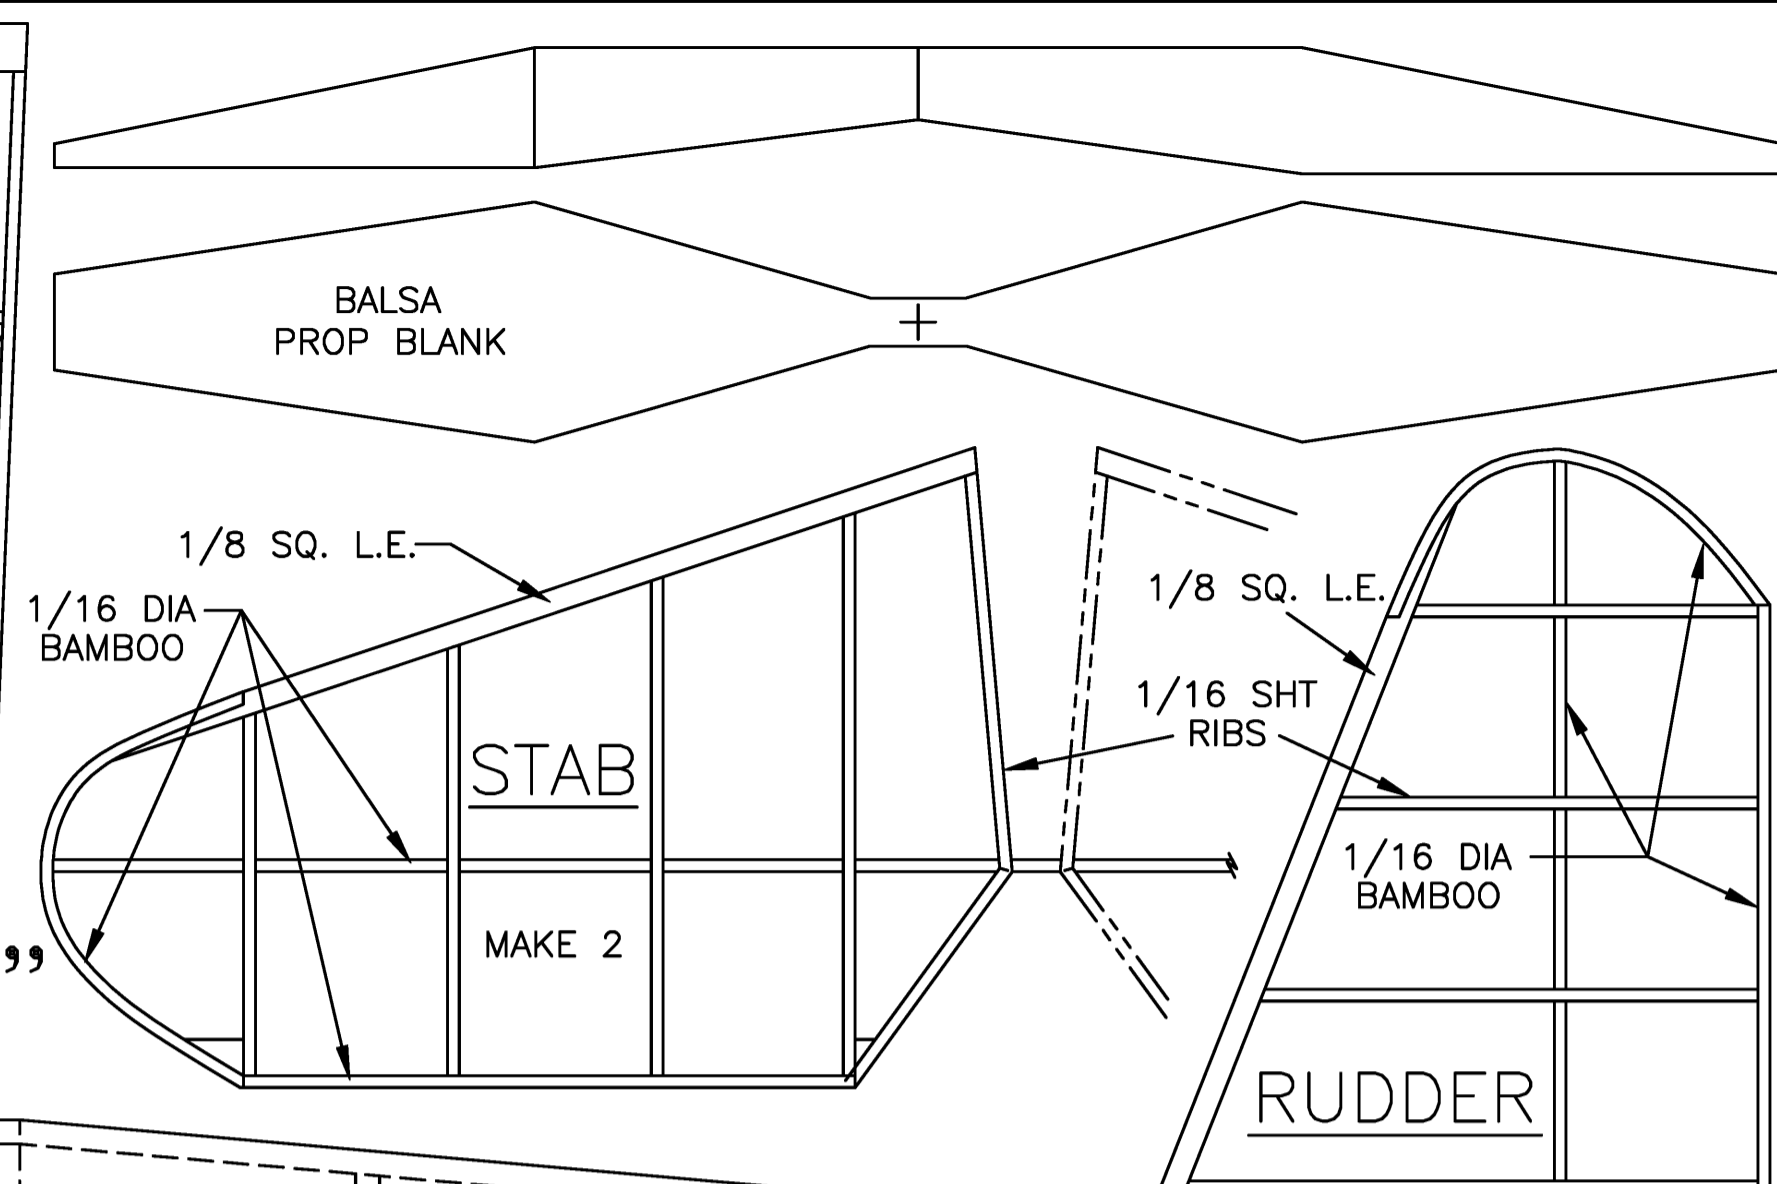 BALSA
PROP BLANK
1/8 SQ. L.E.
1/16 DIA
BAMBOO
STAB
MAKE 2
1/8 SQ. L.E.
1/16 SHT
RIBS
1/16 DIA
BAMBOO
”
RUDDER